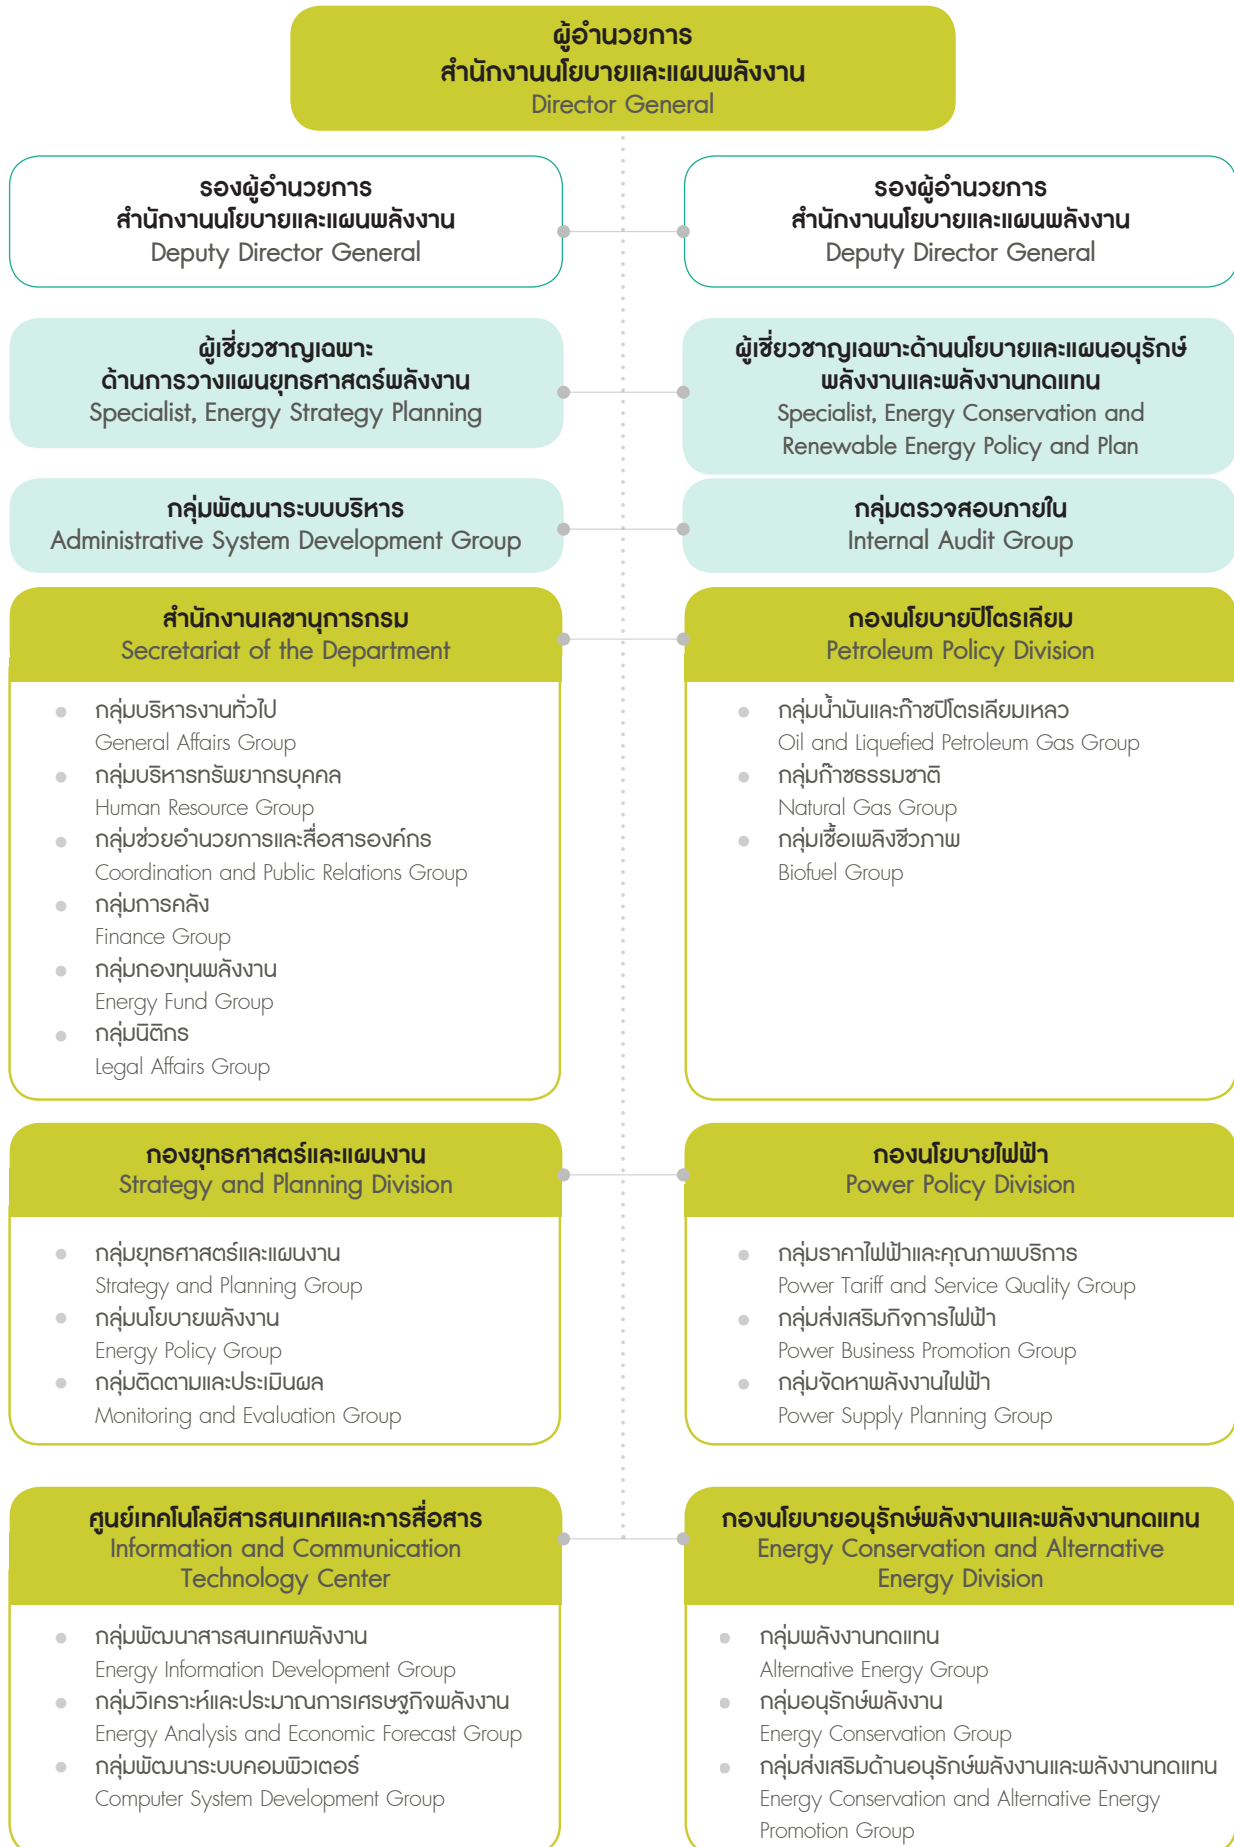 ผู้อำนวยการ
สำนักงานนโยบายและแผนพลังงาน
Director General
รองผู้อำนวยการ
สำนักงานนโยบายและแผนพลังงาน
Deputy Director General
รองผู้อำนวยการ
สำนักงานนโยบายและแผนพลังงาน
Deputy Director General
ผู้เชี่ยวชาญเฉพาะ
ด้านการวางแผนยุทธศาสตร์พลังงาน
Specialist, Energy Strategy Planning
ผู้เชี่ยวชาญเฉพาะด้านนโยบายและแผนอนุรักษ์
พลังงานและพลังงานทดแทน
Specialist, Energy Conservation and
Renewable Energy Policy and Plan
กลุ่มพัฒนาระบบบริหาร
Administrative System Development Group
กลุ่มตรวจสอบภายใน
Internal Audit Group
สำนักงานเลขานุการกรม
Secretariat of the Department
กลุ่มบริหารงานทั่วไป
General Affairs Group
กลุ่มบริหารทรัพยากรบุคคล
Human Resource Group
กลุ่มช่วยอำนวยการและสื่อสารองค์กร
Coordination and Public Relations Group
กลุ่มการคลัง
Finance Group
กลุ่มกองทุนพลังงาน
Energy Fund Group
กลุ่มนิติกร
Legal Affairs Group
กองนโยบายปิโตรเลียม
Petroleum Policy Division
กลุ่มน้ำมันและก๊าซปิโตรเลียมเหลว
Oil and Liquefied Petroleum Gas Group
กลุ่มก๊าซธรรมชาติ
Natural Gas Group
กลุ่มเชื้อเพลิงชีวภาพ
Biofuel Group
กองยุทธศาสตร์และแผนงาน
Strategy and Planning Division
กลุ่มยุทธศาสตร์และแผนงาน
Strategy and Planning Group
กลุ่มนโยบายพลังงาน
Energy Policy Group
กลุ่มติดตามและประเมินผล
Monitoring and Evaluation Group
กองนโยบายไฟฟ้า
Power Policy Division
กลุ่มราคาไฟฟ้าและคุณภาพบริการ
Power Tariff and Service Quality Group
กลุ่มส่งเสริมกิจการไฟฟ้า
Power Business Promotion Group
กลุ่มจัดหาพลังงานไฟฟ้า
Power Supply Planning Group
ศูนย์เทคโนโลยีสารสนเทศและการสื่อสาร
Information and Communication
Technology Center
กลุ่มพัฒนาสารสนเทศพลังงาน
Energy Information Development Group
กลุ่มวิเคราะห์และประมาณการเศรษฐกิจพลังงาน
Energy Analysis and Economic Forecast Group
กลุ่มพัฒนาระบบคอมพิวเตอร์
Computer System Development Group
กองนโยบายอนุรักษ์พลังงานและพลังงานทดแทน
Energy Conservation and Alternative
Energy Division
กลุ่มพลังงานทดแทน
Alternative Energy Group
กลุ่มอนุรักษ์พลังงาน
Energy Conservation Group
กลุ่มส่งเสริมด้านอนุรักษ์พลังงานและพลังงานทดแทน
Energy Conservation and Alternative Energy
Promotion Group